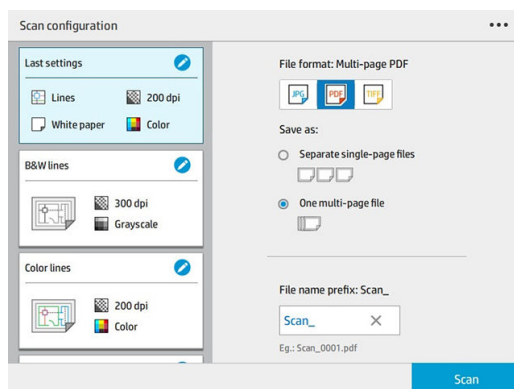 Scan configuration
Last settings
Lines
200 dpi
White paper
Color
B&W lines
300 dpi
Grayscale
Color lines
200 dpi
Color
File format: Multi-page PDF
JPG
PDF
TIFF
Save as:
Separate single-page files
One multi-page file
File name prefix: Scan_
Scan_
Eg.: Scan_0001.pdf
Scan